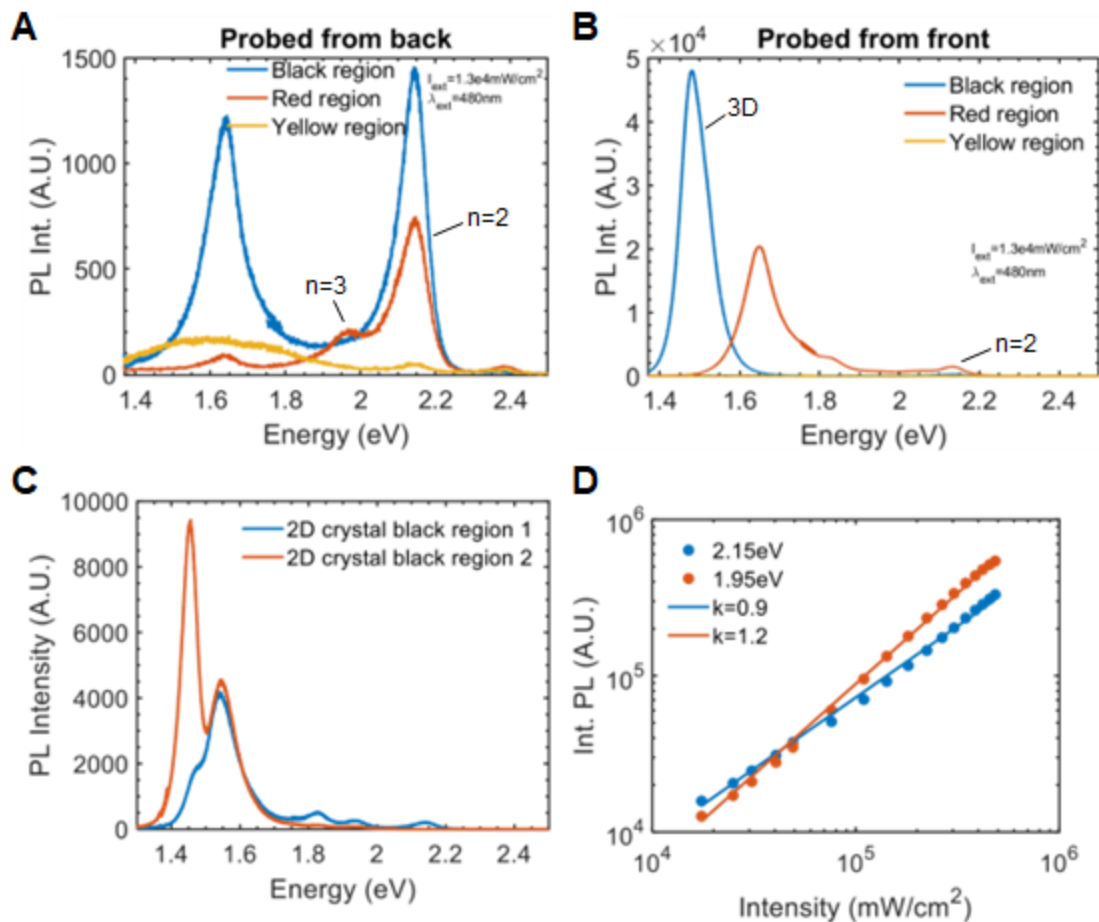 A
Probed from back
PL Int. (A.U.)
1500
1000
500
0
Black region
Red region
Yellow region
I_ext=1.3e4mW/cm²
λ_ext=480nm
n=2
n=3
1.4 1.6 1.8 2 2.2 2.4
Energy (eV)
B
Probed from front
×10⁴
PL Int. (A.U.)
5
4
3
2
1
0
Black region
Red region
Yellow region
3D
I_ext=1.3e4mW/cm²
λ_ext=480nm
n=2
1.4 1.6 1.8 2 2.2 2.4
Energy (eV)
C
PL Intensity (A.U.)
10000
8000
6000
4000
2000
0
2D crystal black region 1
2D crystal black region 2
1.4 1.6 1.8 2 2.2 2.4
Energy (eV)
D
Int. PL (A.U.)
10⁶
10⁵
10⁴
2.15eV
1.95eV
k=0.9
k=1.2
10⁴ 10⁵ 10⁶
Intensity (mW/cm²)